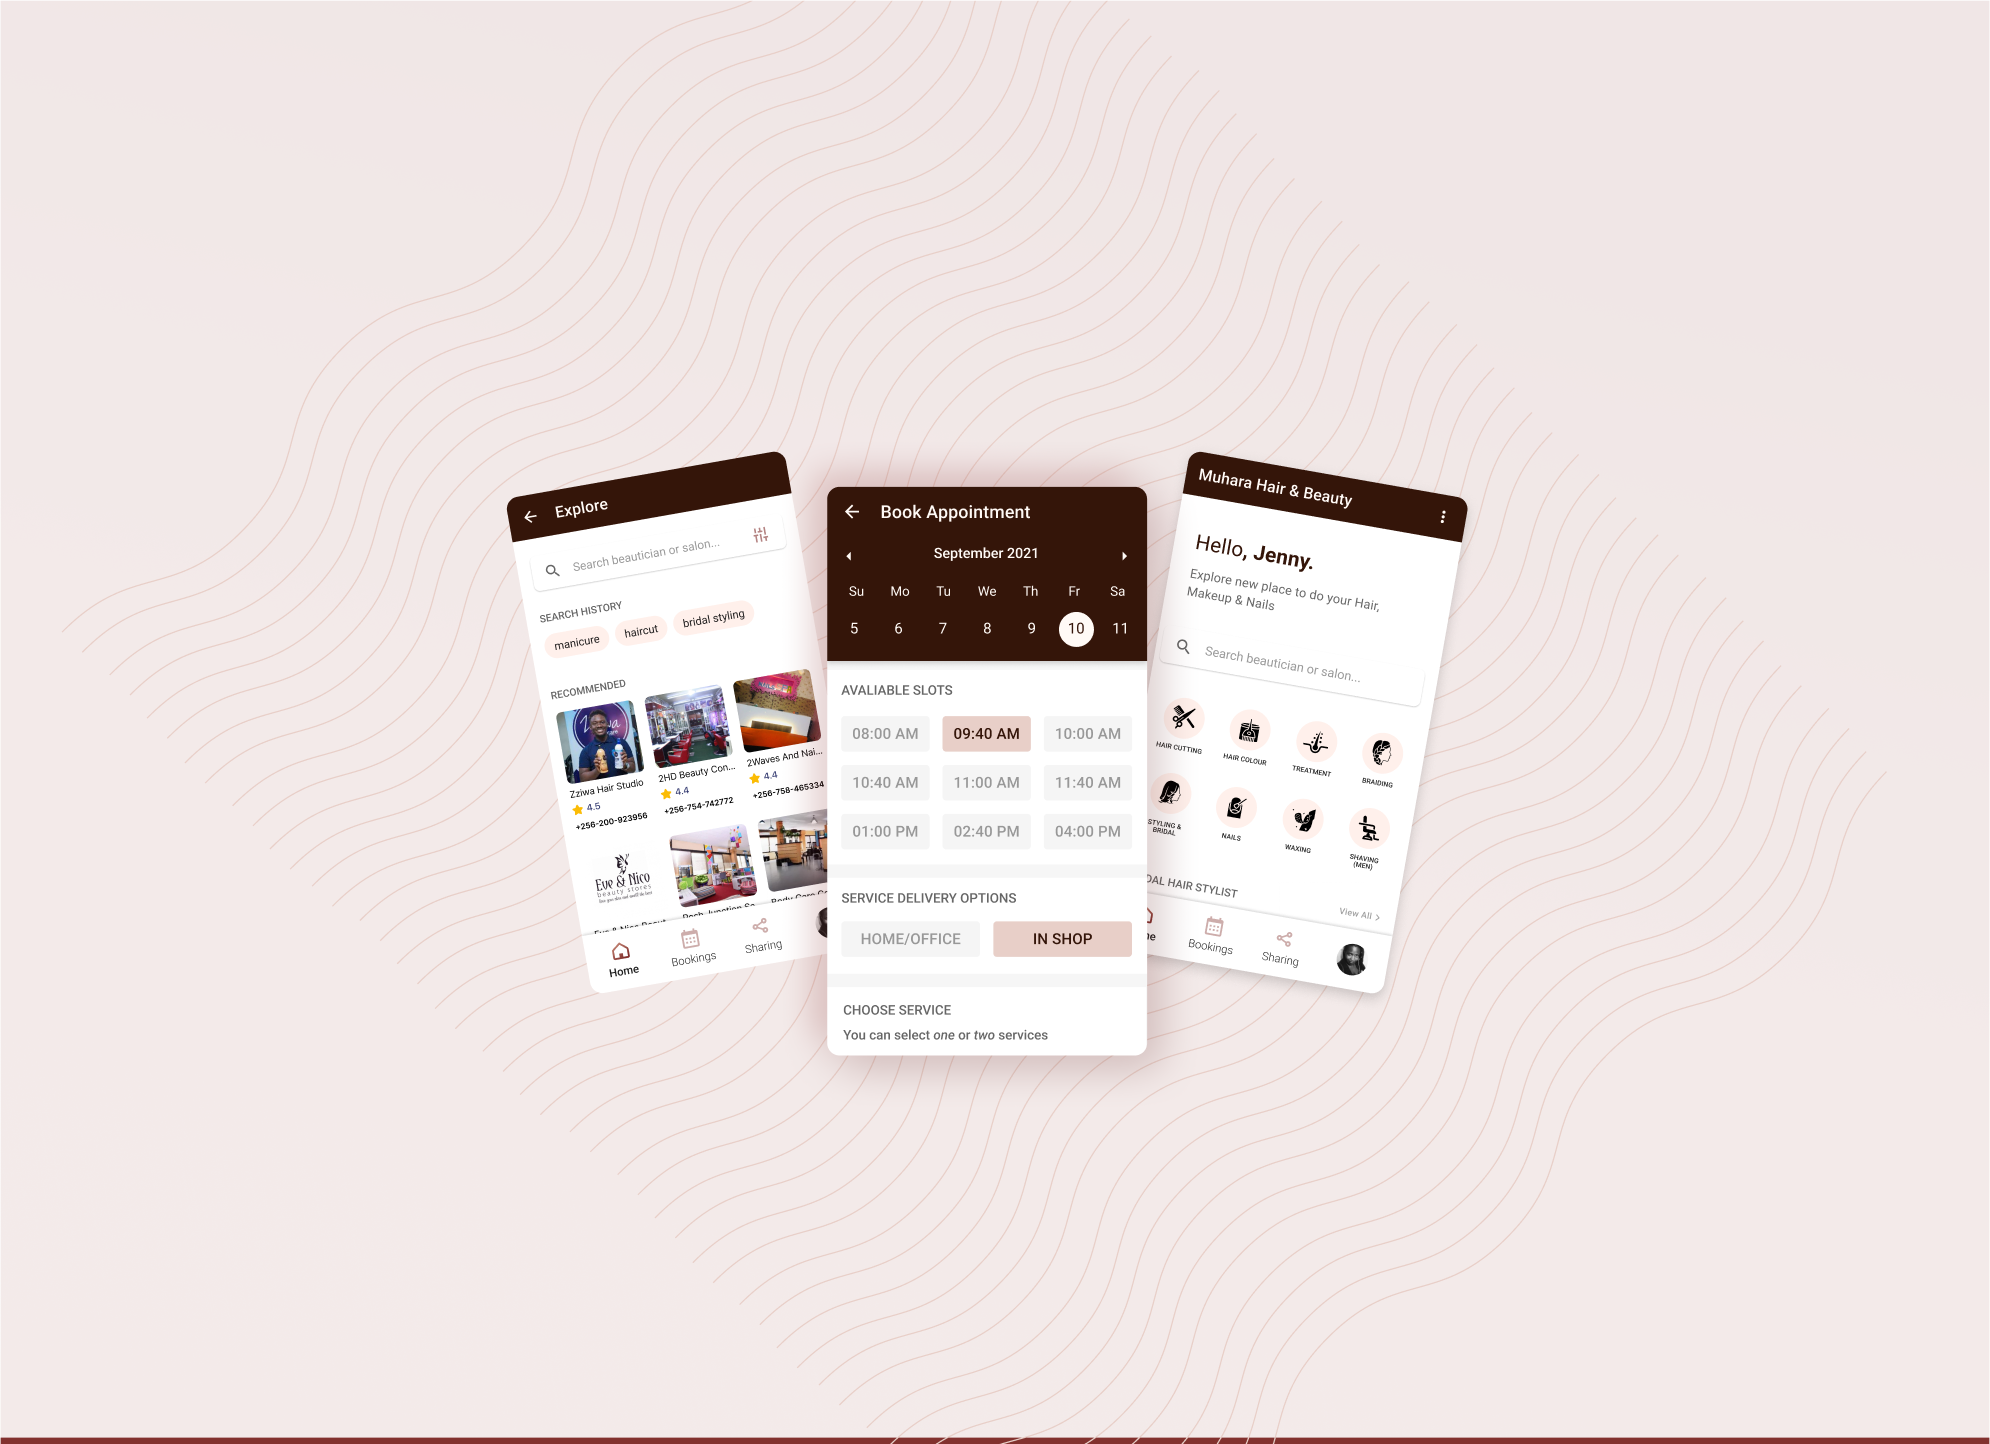 Explore
Search beautician or salon...
SEARCH HISTORY
manicure
haircut
bridal styling
RECOMMENDED
Zziwa Hair Studio
4.5
+256-200-923956
2HD Beauty Con...
4.4
+256-754-742772
2Waves And Nai...
4.4
+256-758-465334
Eve & Nico
beauty stores
Home
Bookings
Sharing
Book Appointment
September 2021
Su Mo Tu We Th Fr Sa
5 6 7 8 9 10 11
AVALIABLE SLOTS
08:00 AM 09:40 AM 10:00 AM
10:40 AM 11:00 AM 11:40 AM
01:00 PM 02:40 PM 04:00 PM
SERVICE DELIVERY OPTIONS
HOME/OFFICE IN SHOP
CHOOSE SERVICE
You can select one or two services
Muhara Hair & Beauty
Hello, Jenny.
Explore new place to do your Hair,
Makeup & Nails
Search beautician or salon...
HAIR CUTTING
HAIR COLOUR
TREATMENT
BRAIDING
STYLING &
BRIDAL
NAILS
WAXING
SHAVING
(MEN)
DAL HAIR STYLIST
View All
Bookings
Sharing